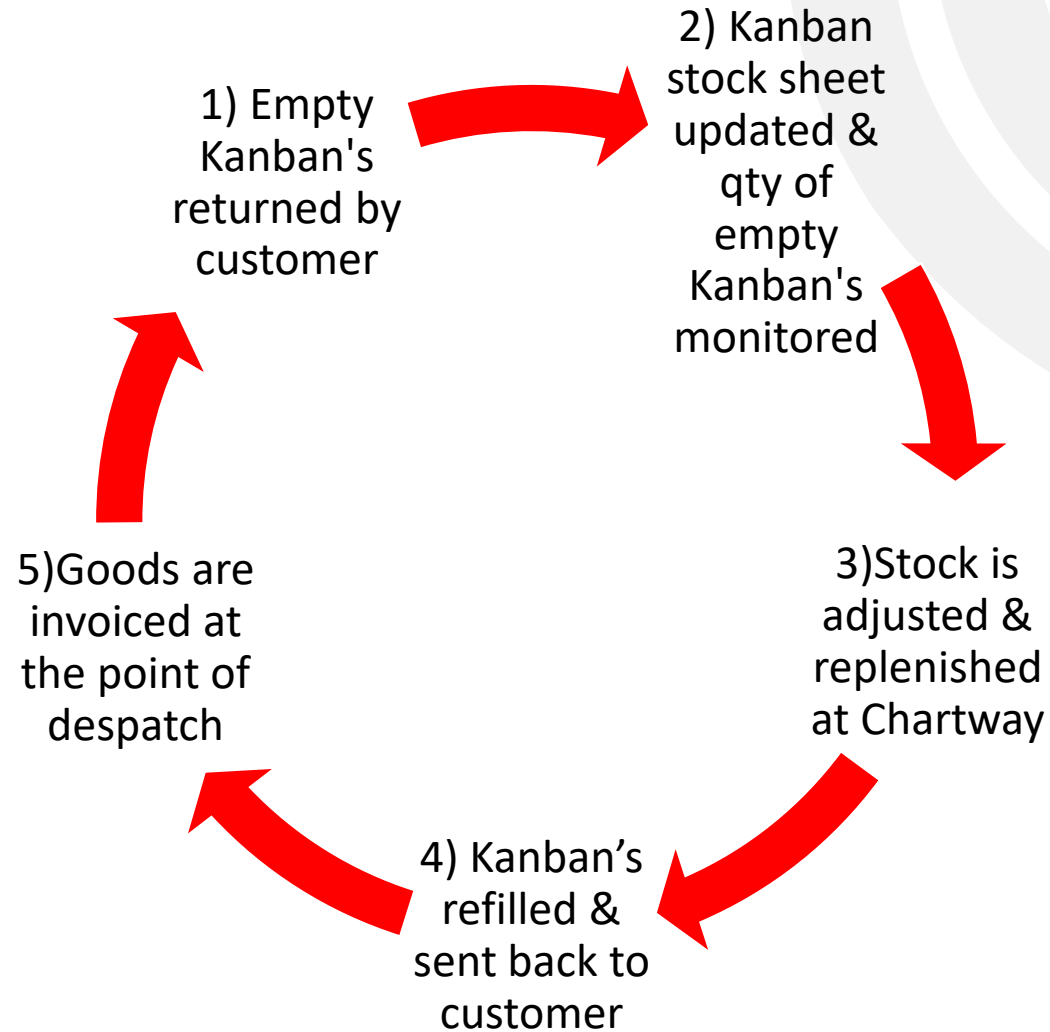 1) Empty
Kanban's
returned by
customer
2) Kanban
stock sheet
updated &
qty of
empty
Kanban's
monitored
3)Stock is
adjusted &
replenished
at Chartway
4) Kanban’s
refilled &
sent back to
customer
5)Goods are
invoiced at
the point of
despatch